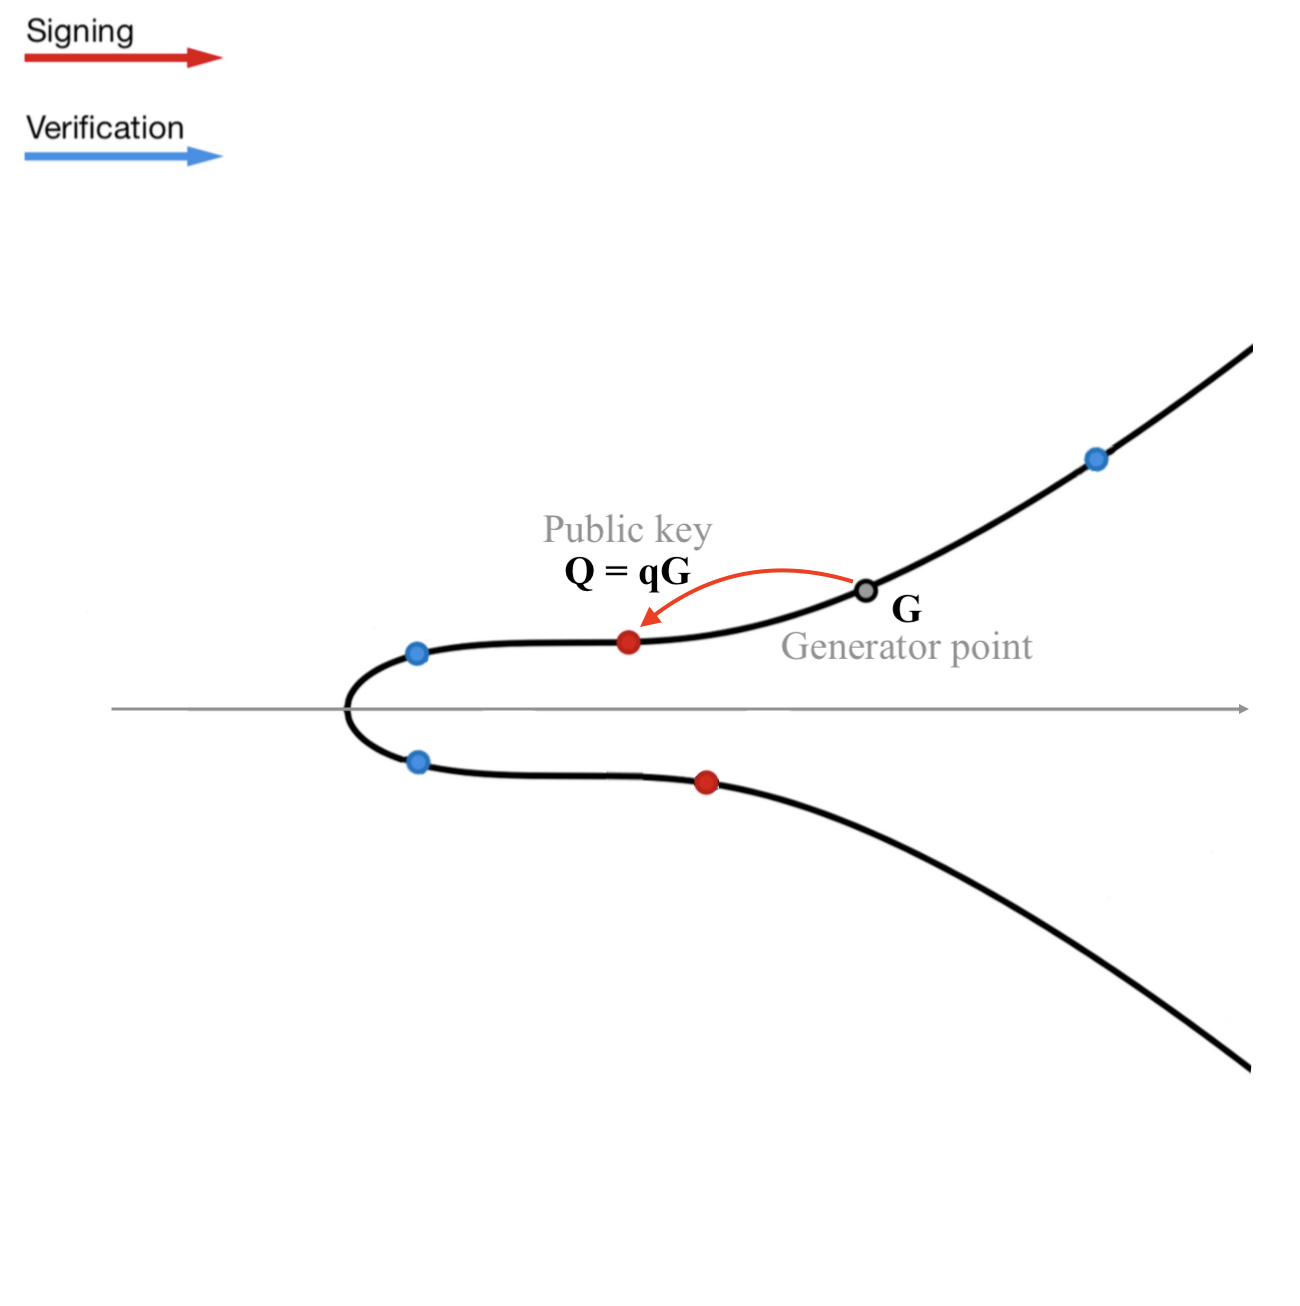 Signing
Verification
Public key
Q = qG
G
Generator point